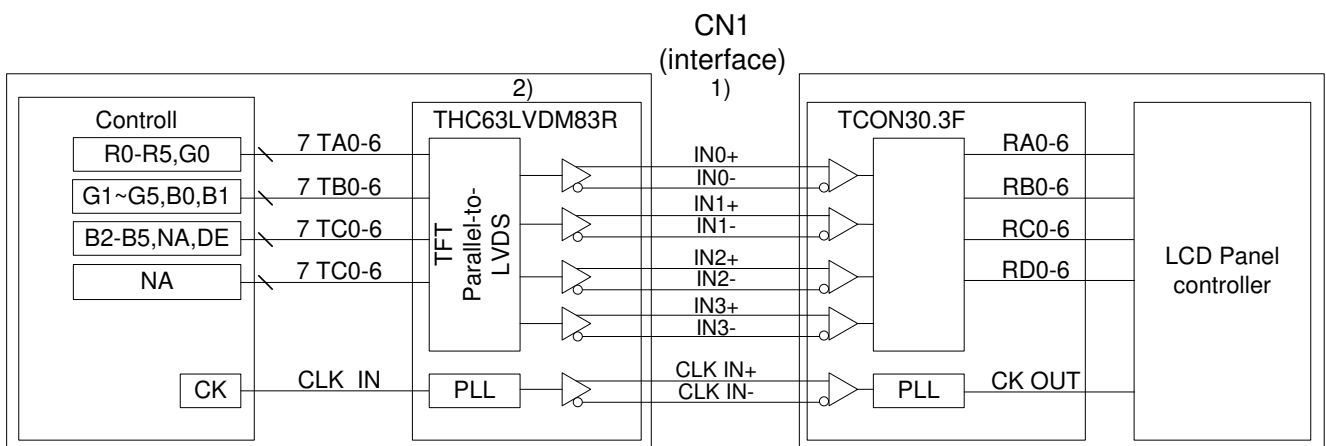 CN1
(interface)
1)
2)
Controll
R0-R5,G0
G1~G5,B0,B1
B2-B5,NA,DE
NA
CK
7 TA0-6
7 TB0-6
7 TC0-6
7 TC0-6
CLK IN
THC63LVDM83R
TFT
Parallel-to-
LVDS
PLL
IN0+
IN0-
IN1+
IN1-
IN2+
IN2-
IN3+
IN3-
CLK IN+
CLK IN-
TCON30.3F
PLL
RA0-6
RB0-6
RC0-6
RD0-6
CK OUT
LCD Panel
controller